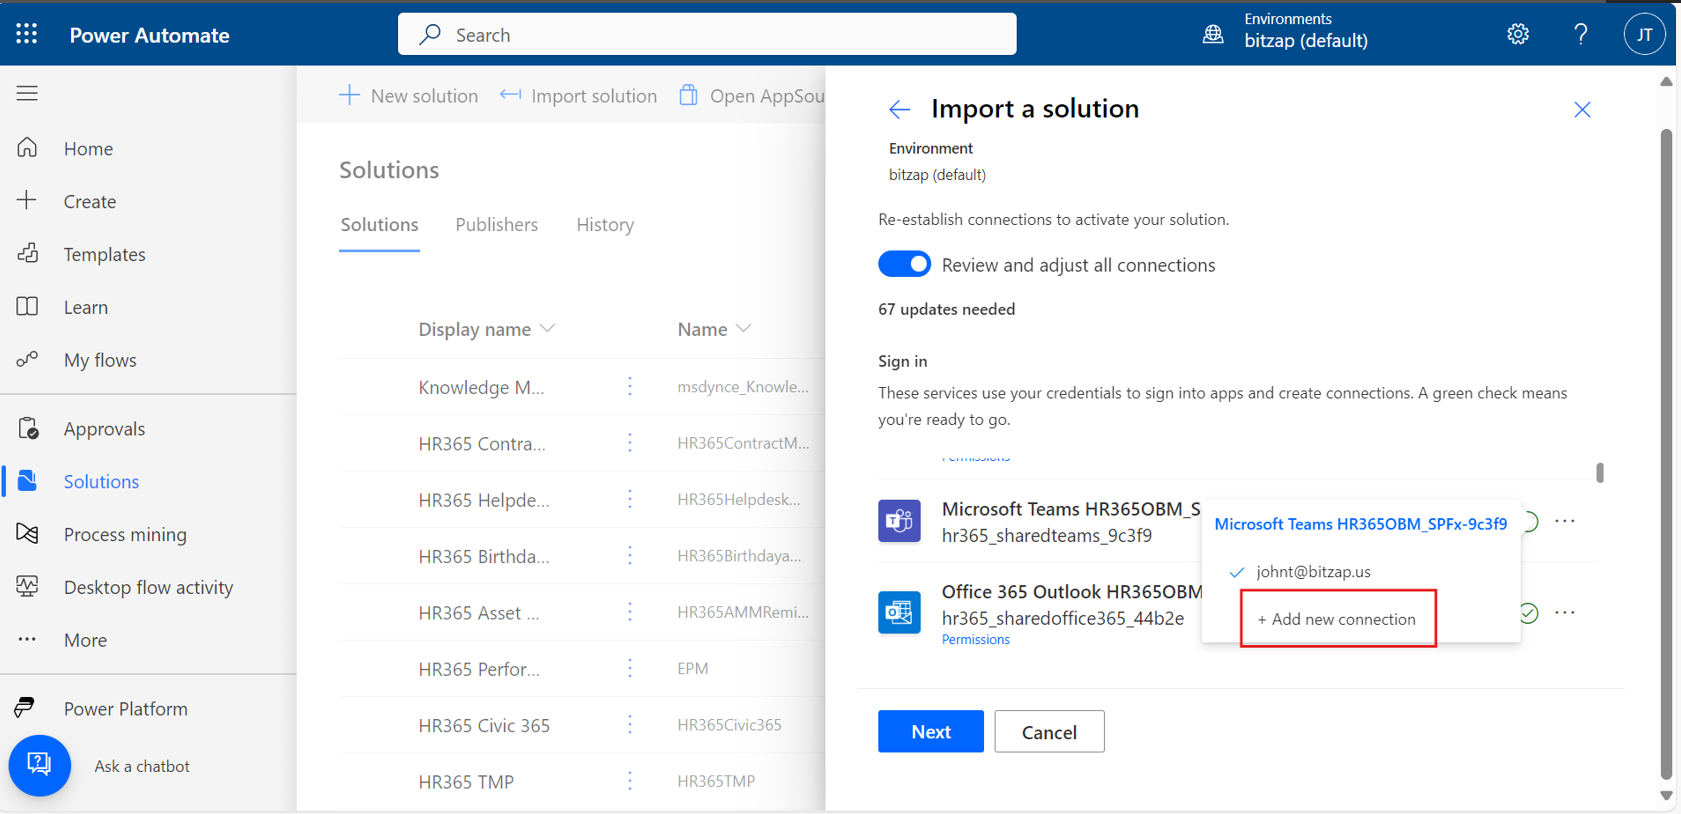 Power Automate
Search
Environments
bitzap (default)
JT
Home
Create
Templates
Learn
My flows
Approvals
Solutions
Process mining
Desktop flow activity
More
Power Platform
Ask a chatbot
New solution
Import solution
Open AppSou
Solutions
Solutions Publishers History
Display name Name
Knowledge M... msdynce_Knowle...
HR365 Contra... HR365ContractM...
HR365 Helpde... HR365Helpdesk...
HR365 Birthda... HR365Birthdaya...
HR365 Asset ... HR365AMMRemi...
HR365 Perfor... EPM
HR365 Civic 365 HR365Civic365
HR365 TMP HR365TMP
Import a solution
Environment
bitzap (default)
Re-establish connections to activate your solution.
Review and adjust all connections
67 updates needed
Sign in
These services use your credentials to sign into apps and create connections. A green check means
you're ready to go.
Permissions
Microsoft Teams HR365OBM_S
hr365_sharedteams_9c3f9
Office 365 Outlook HR365OBM
hr365_sharedoffice365_44b2e
Permissions
Microsoft Teams HR365OBM_SPFx-9c3f9
johnt@bitzap.us
+ Add new connection
Next
Cancel